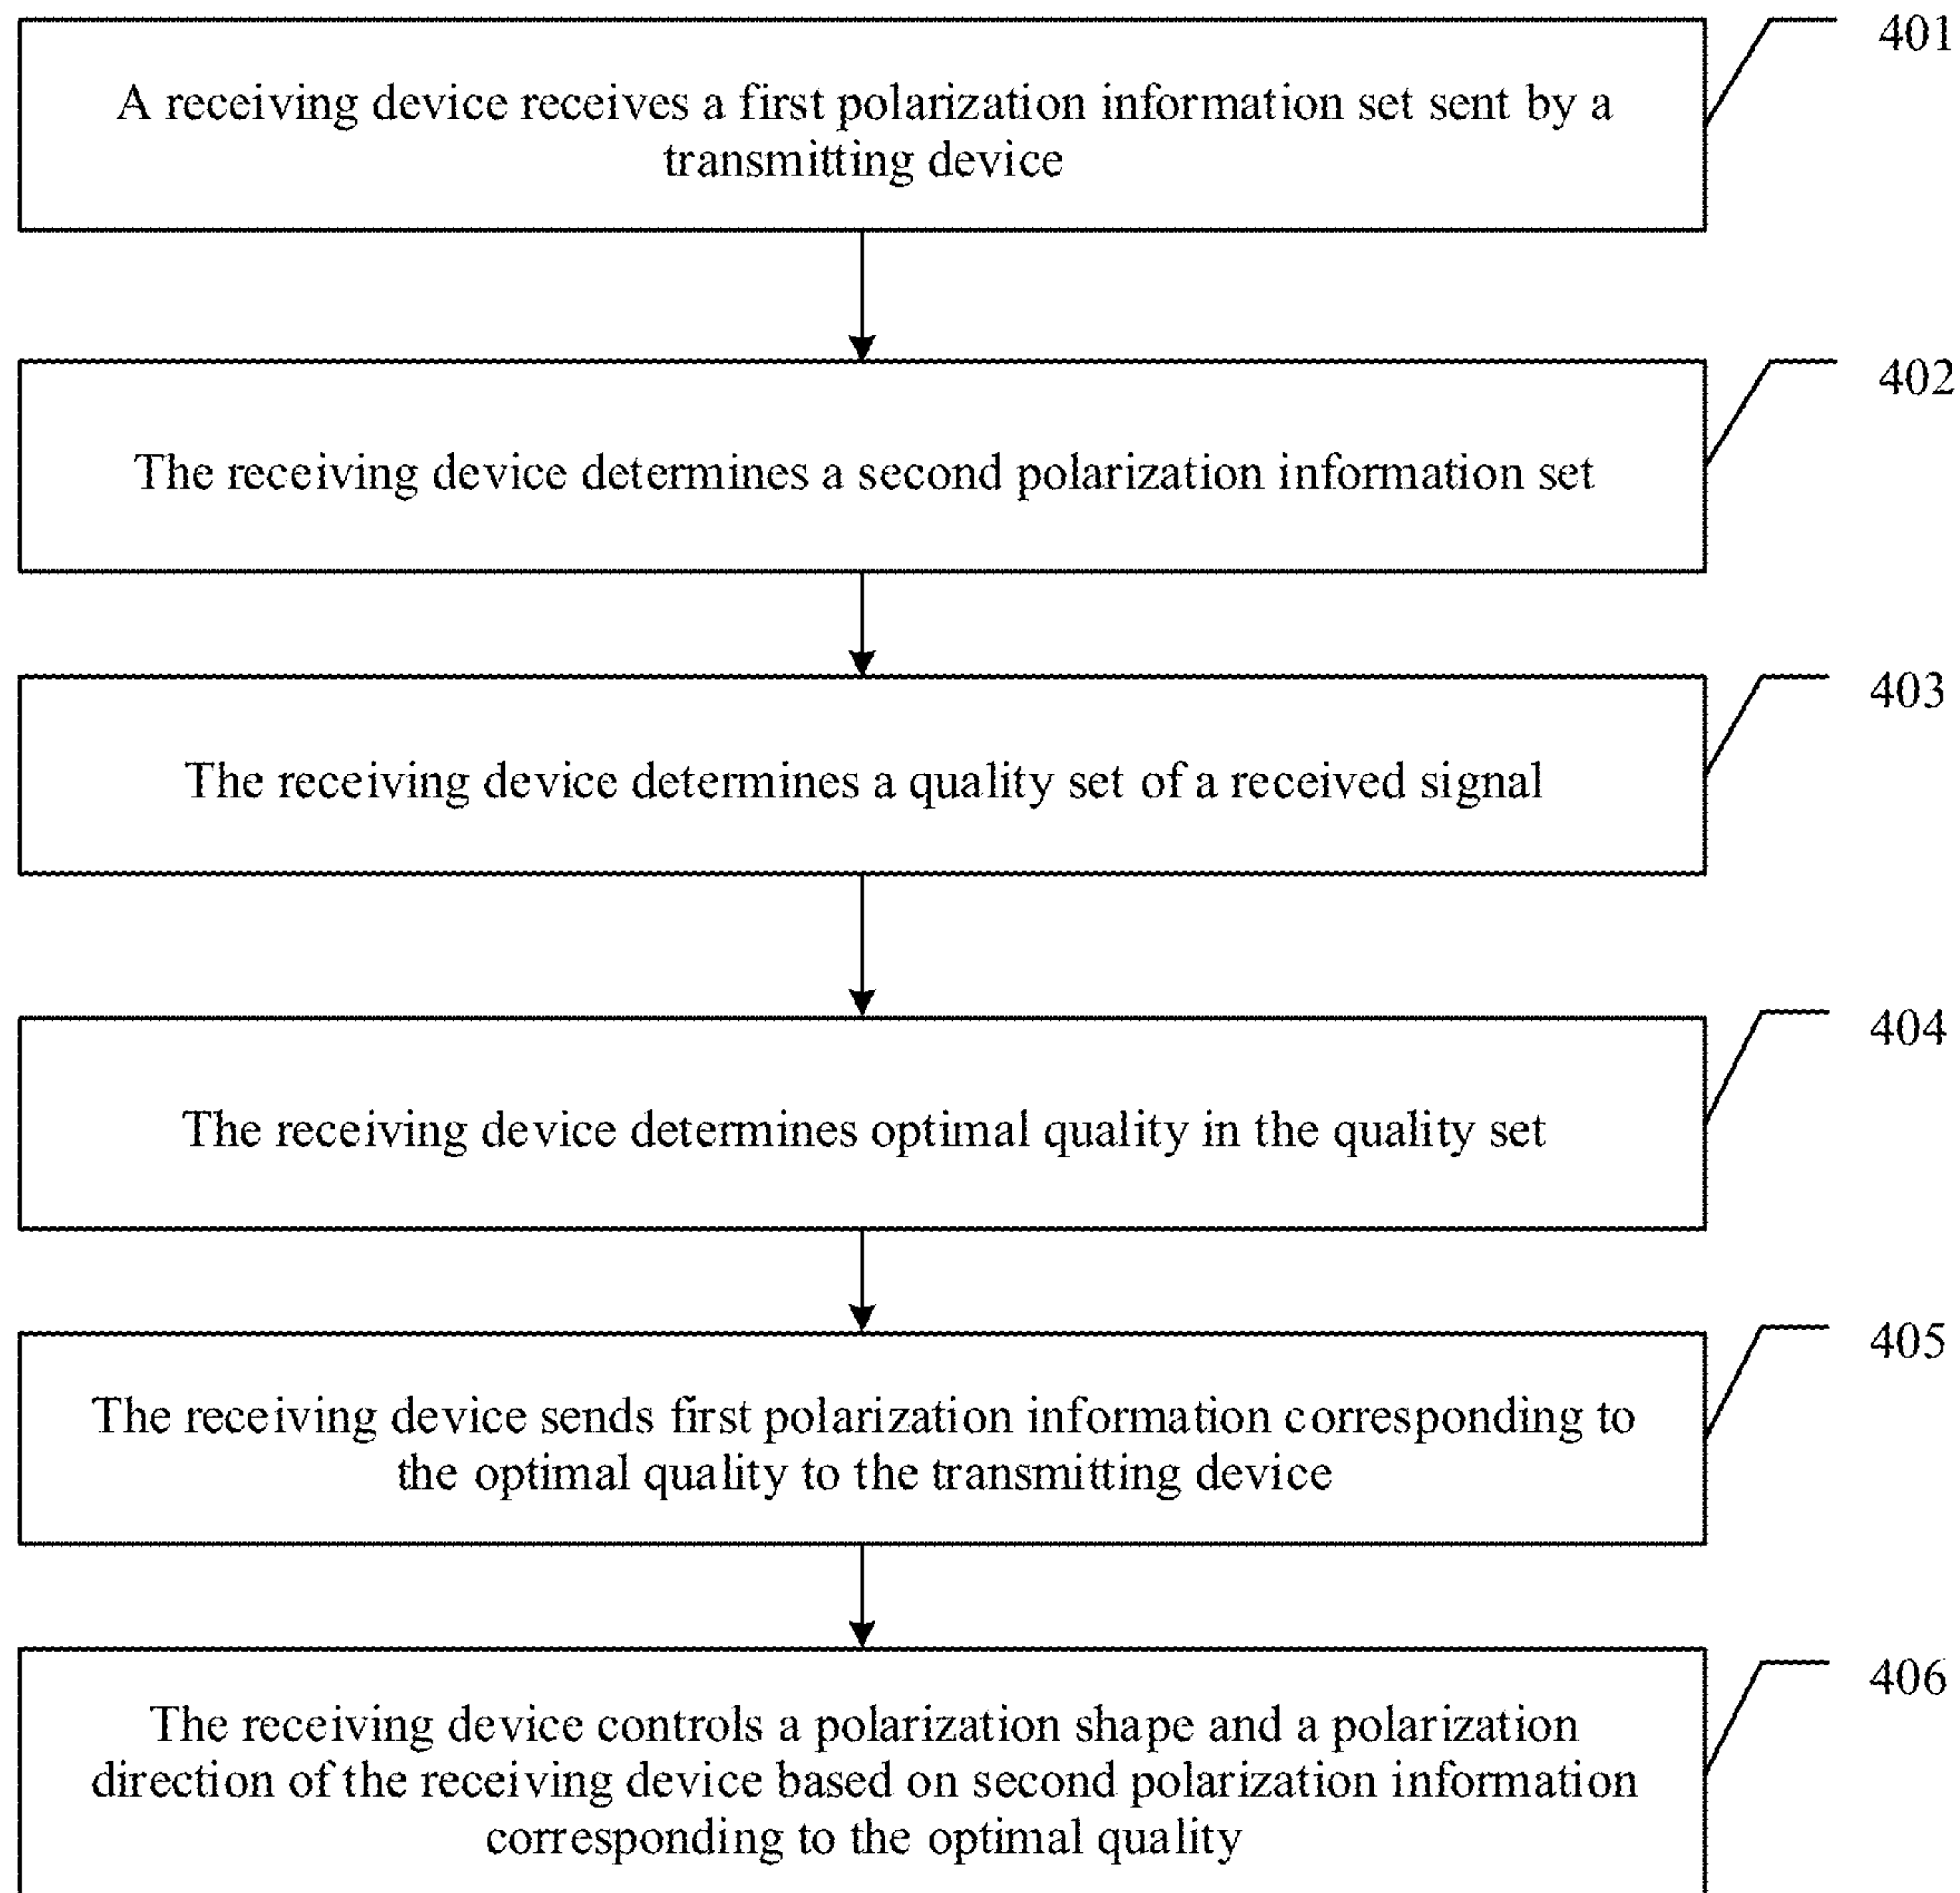 401
A receiving device receives a first polarization information set sent by a
transmitting device
402
The receiving device determines a second polarization information set
403
The receiving device determines a quality set of a received signal
404
The receiving device determines optimal quality in the quality set
405
The receiving device sends first polarization information corresponding to
the optimal quality to the transmitting device
406
The receiving device controls a polarization shape and a polarization
direction of the receiving device based on second polarization information
corresponding to the optimal quality